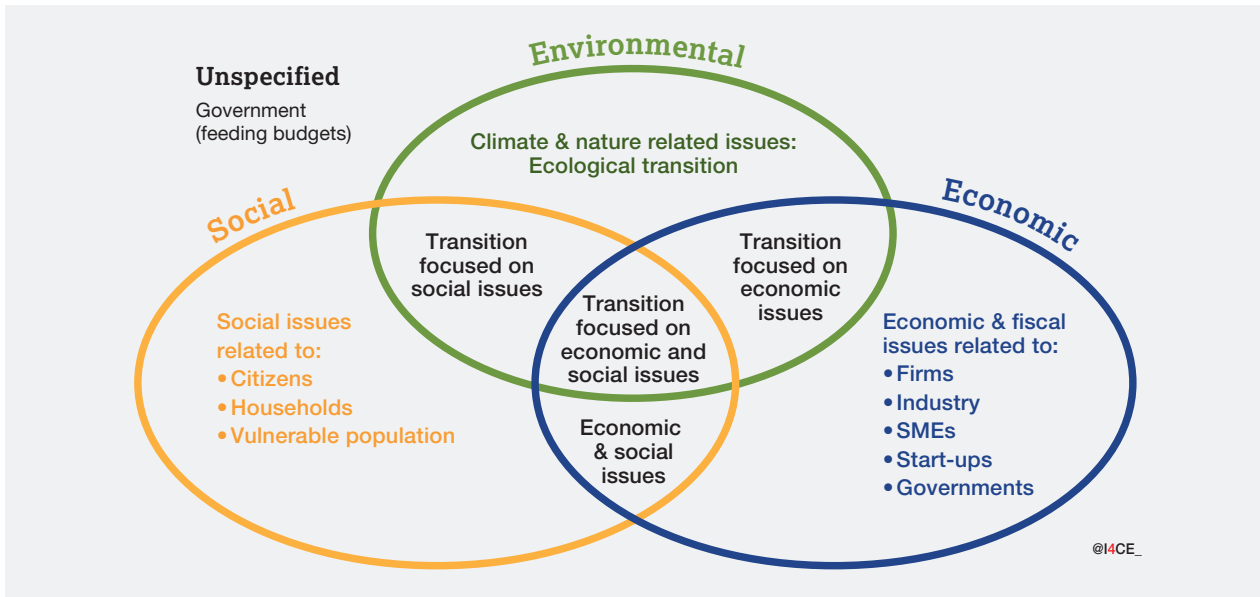 Environmental
Unspecified
Government
(feeding budgets)
Climate & nature related issues:
Ecological transition
Social
Economic
Transition
focused on
social issues
Transition
focused on
economic
issues
Transition
focused on
economic and
social issues
Social issues
related to:
• Citizens
• Households
• Vulnerable population
Economic & fiscal
issues related to:
• Firms
• Industry
• SMEs
• Start-ups
• Governments
Economic
& social
issues
@I4CE_